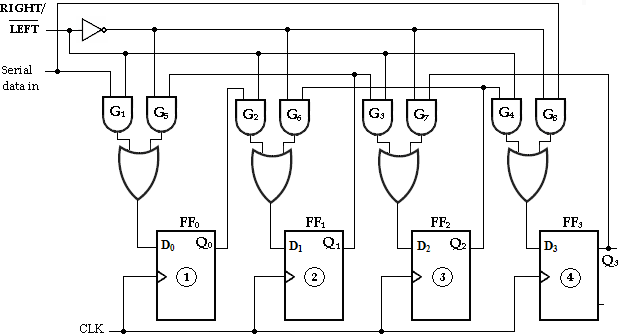 RIGHT/
LEFT
Serial
data in
G1 G5 G2 G6 G3 G7 G4 G8
FF0 FF1 FF2 FF3
D0 Q0 D1 Q1 D2 Q2 D3 Q3
1 2 3 4
CLK